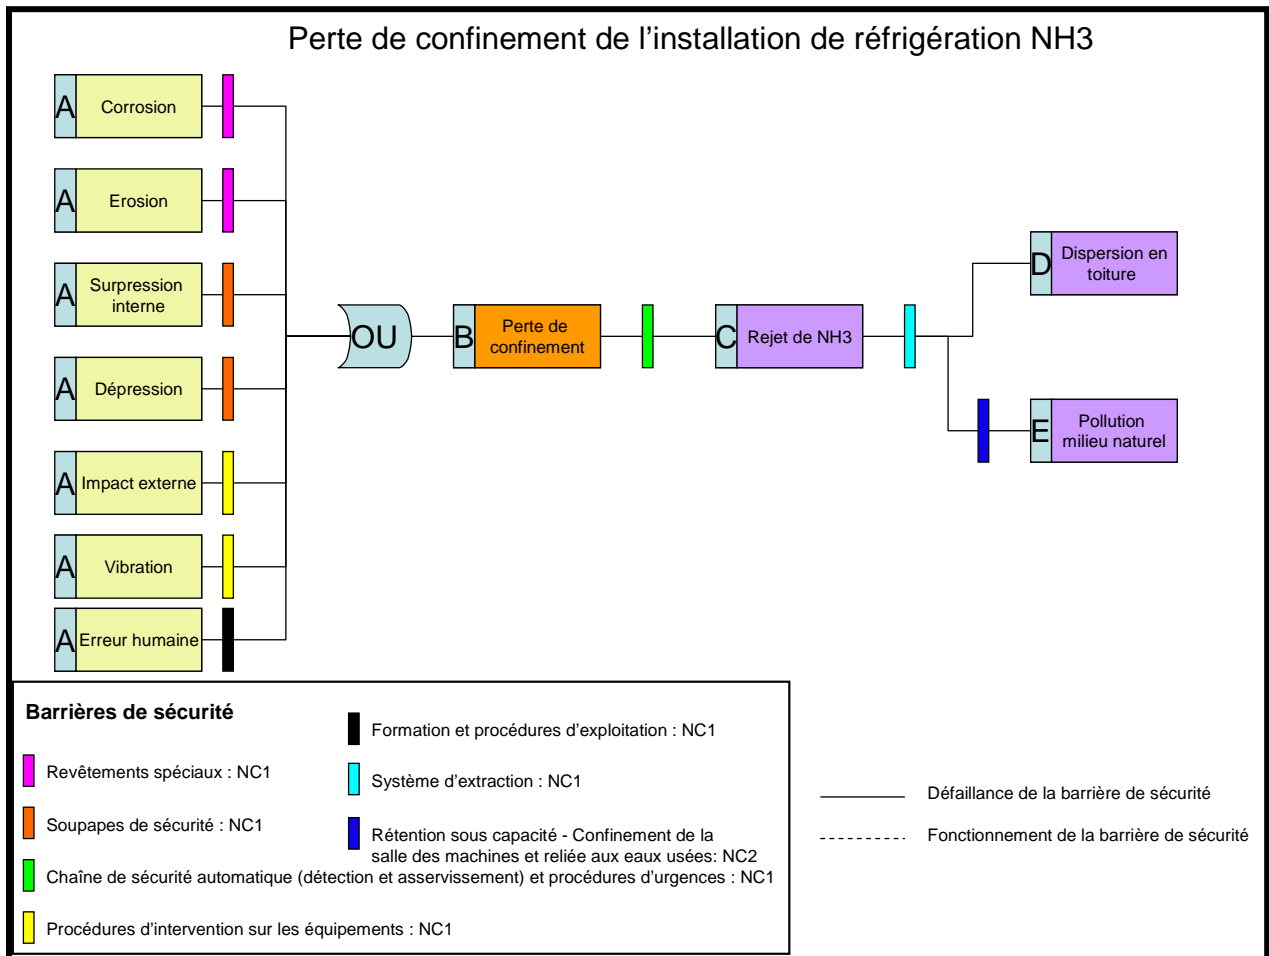 Perte de confinement de l'installation de réfrigération NH3
A Corrosion
A Erosion
A Surpression
interne
A Dépression
A Impact externe
A Vibration
A Erreur humaine
OU
B Perte de
confinement
C Rejet de NH3
D Dispersion en
toiture
E Pollution
milieu naturel
Barrières de sécurité
Revêtements spéciaux : NC1
Soupapes de sécurité : NC1
Chaîne de sécurité automatique (détection et asservissement) et procédures d'urgences : NC1
Procédures d'intervention sur les équipements : NC1
Formation et procédures d'exploitation : NC1
Système d'extraction : NC1
Rétention sous capacité - Confinement de la
salle des machines et reliée aux eaux usées: NC2
Défaillance de la barrière de sécurité
Fonctionnement de la barrière de sécurité